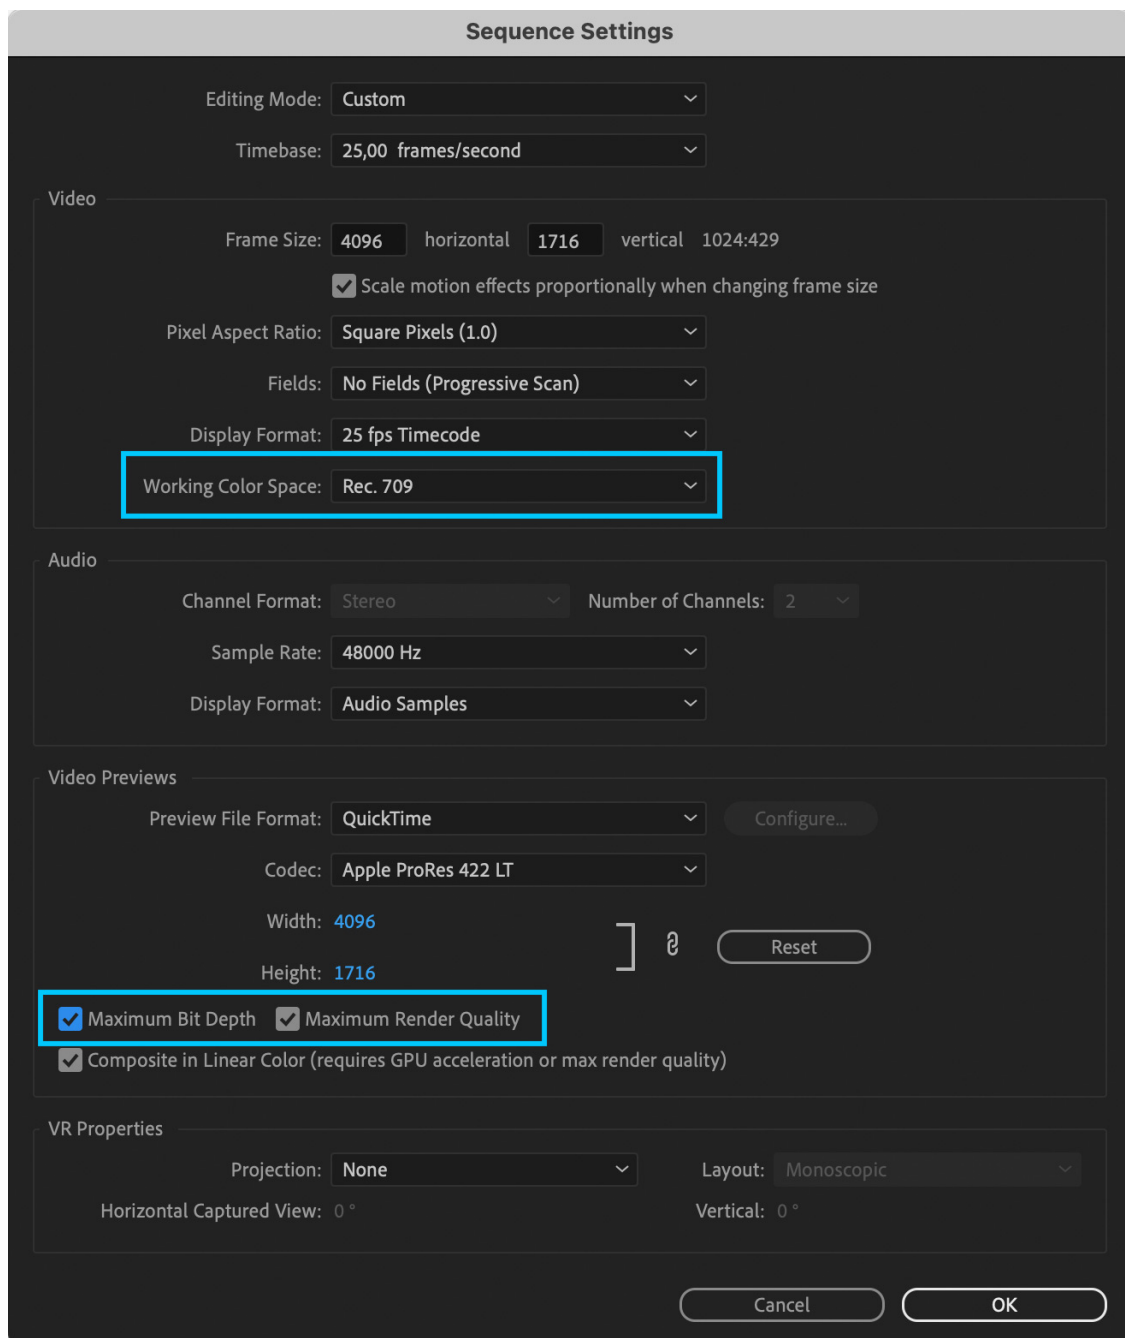 Sequence Settings
Editing Mode: Custom
Timebase: 25,00 frames/second
Video
Frame Size: 4096 horizontal 1716 vertical 1024:429
Scale motion effects proportionally when changing frame size
Pixel Aspect Ratio: Square Pixels (1.0)
Fields: No Fields (Progressive Scan)
Display Format: 25 fps Timecode
Working Color Space: Rec. 709
Audio
Channel Format: Stereo Number of Channels: 2
Sample Rate: 48000 Hz
Display Format: Audio Samples
Video Previews
Preview File Format: QuickTime Configure...
Codec: Apple ProRes 422 LT
Width: 4096
Height: 1716
Reset
Maximum Bit Depth Maximum Render Quality
Composite in Linear Color (requires GPU acceleration or max render quality)
VR Properties
Projection: None Layout: Monoscopic
Horizontal Captured View: 0 ° Vertical: 0 °
Cancel OK